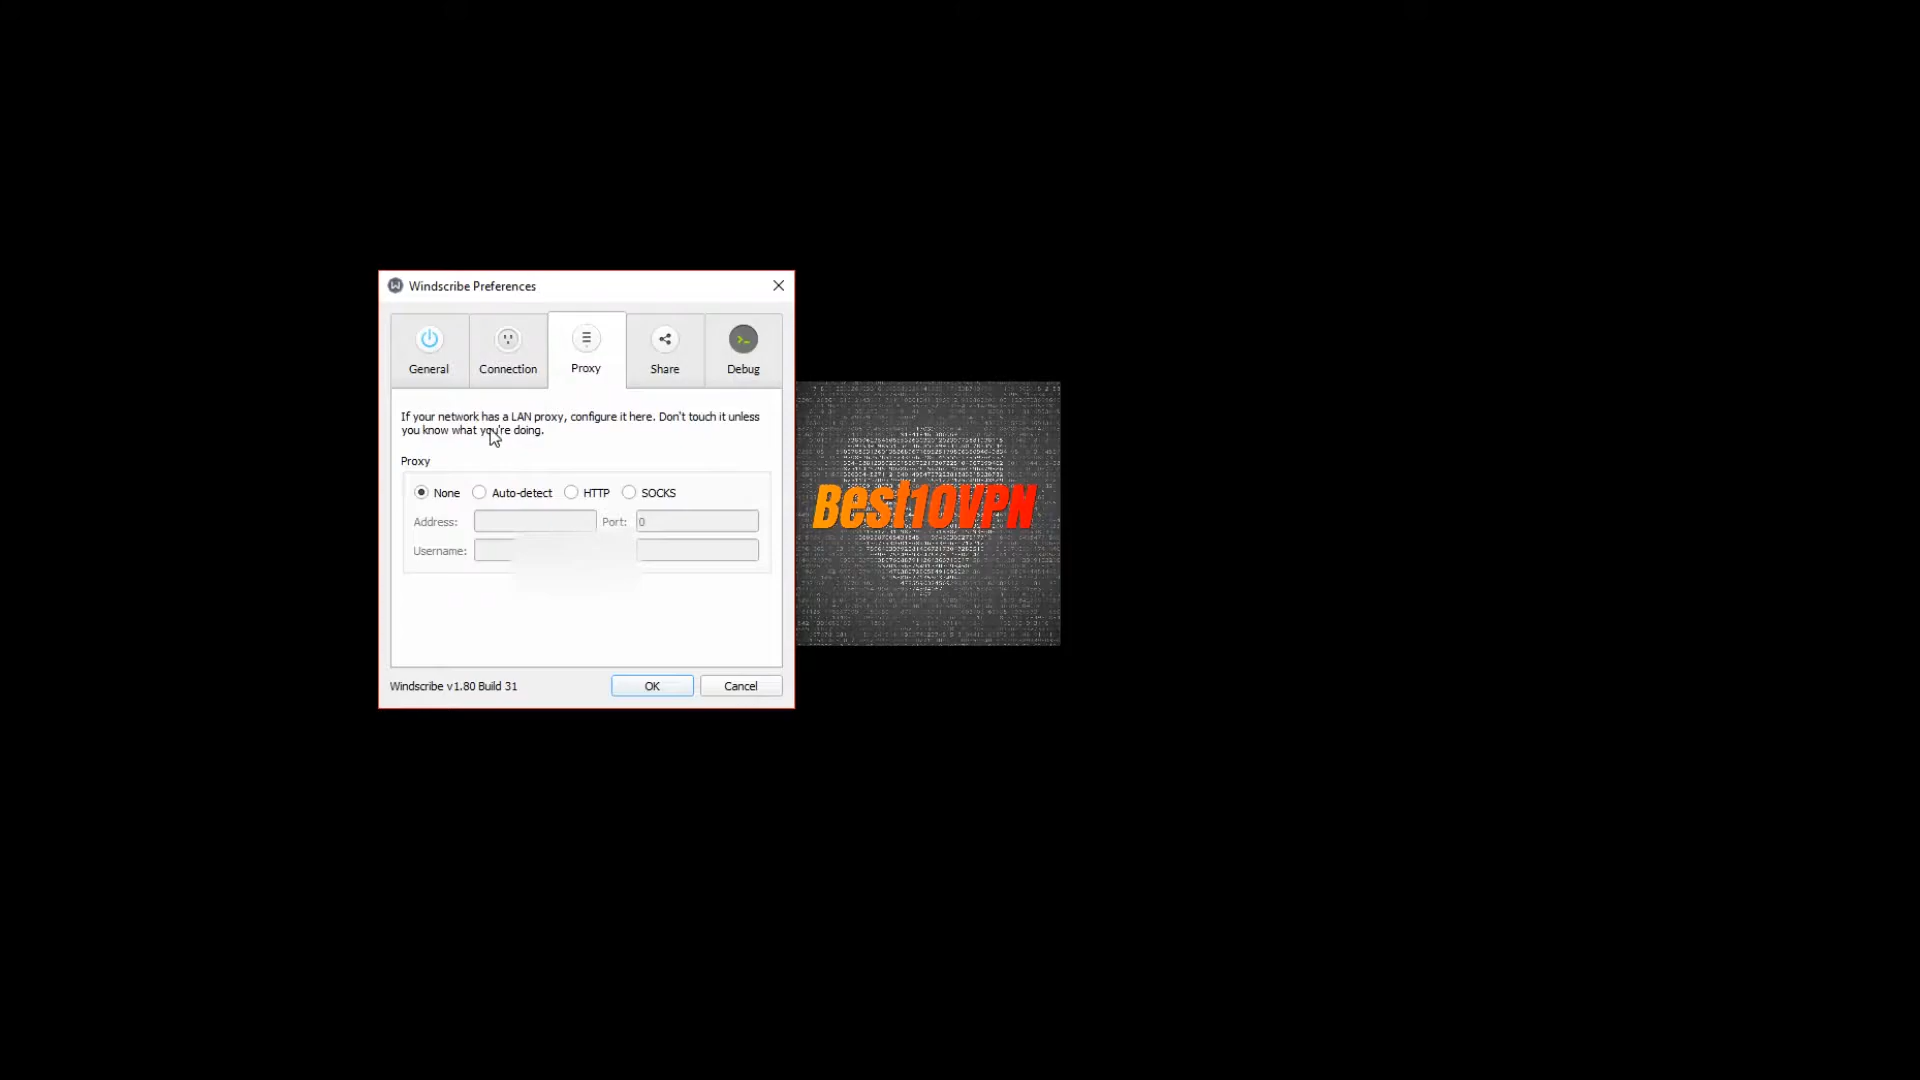 Windscribe Preferences
General
Connection
Proxy
Share
Debug
If your network has a LAN proxy, configure it here. Don't touch it unless
you know what you're doing.
Proxy
None Auto-detect HTTP SOCKS
Address: Port: 0
Username:
Best10VPN
Windscribe v1.80 Build 31
OK
Cancel